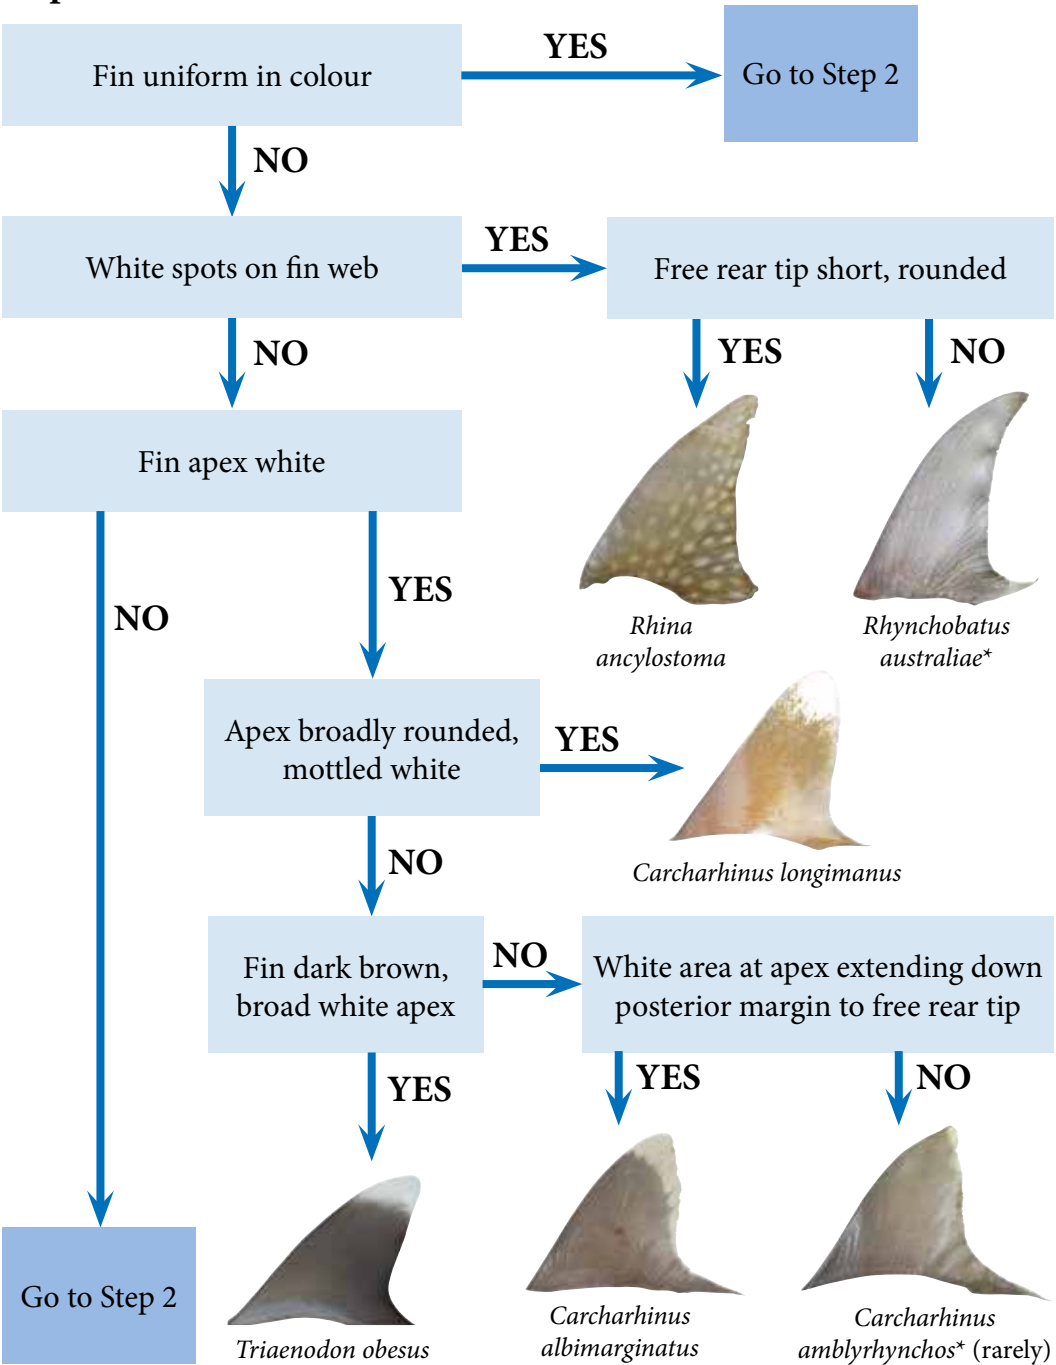 Fin uniform in colour
YES
Go to Step 2
NO
White spots on fin web
YES
Free rear tip short, rounded
NO
YES
NO
Fin apex white
Rhina
ancylostoma
Rhynchobatus
australiae*
NO
YES
Apex broadly rounded,
mottled white
YES
Carcharhinus longimanus
NO
Fin dark brown,
broad white apex
NO
White area at apex extending down
posterior margin to free rear tip
YES
YES
NO
Go to Step 2
Triaenodon obesus
Carcharhinus
albimarginatus
Carcharhinus
amblyrhynchos* (rarely)